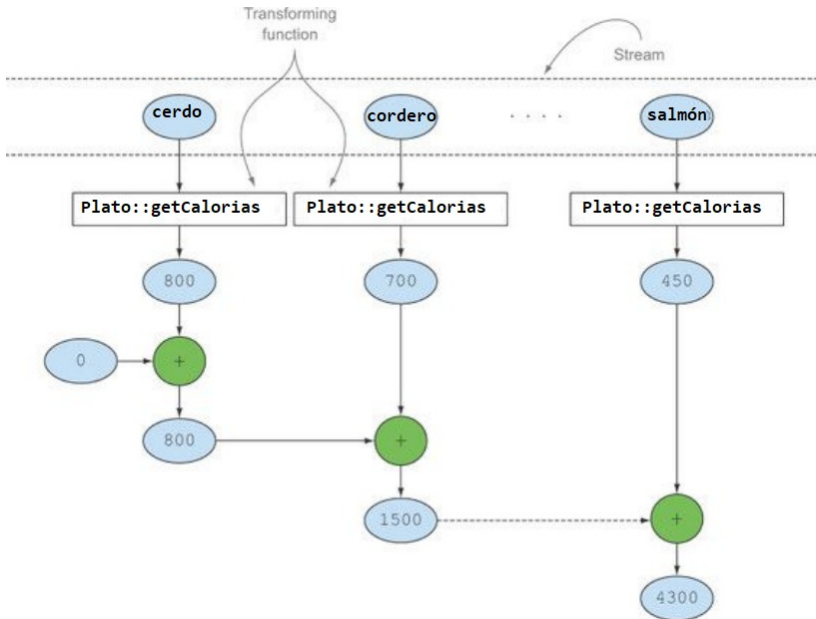 Transforming
function
Stream
cerdo
cordero
. . . .
salmón
Plato::getCalorias
Plato::getCalorias
Plato::getCalorias
800
700
450
0
+
800
+
1500
+
4300